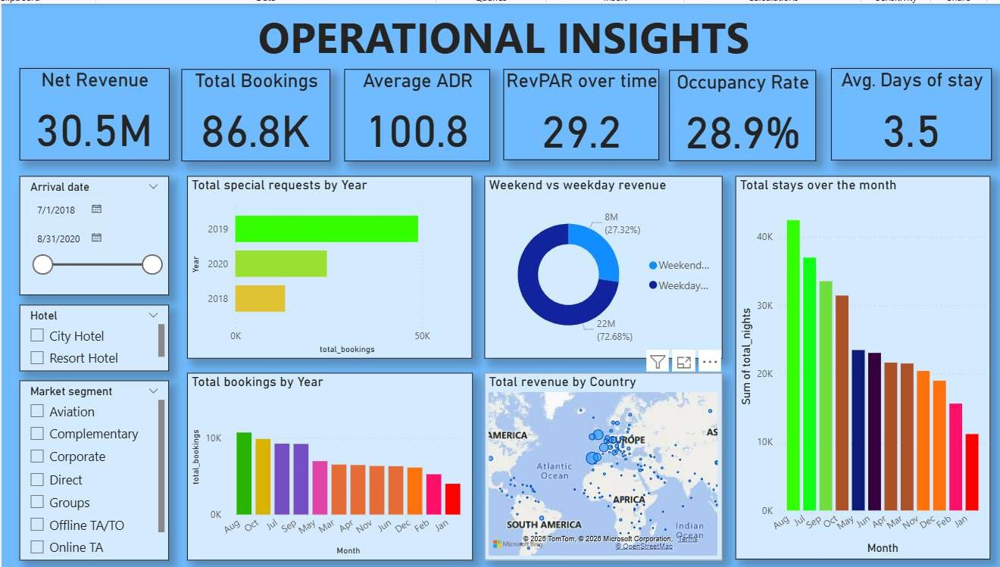 OPERATIONAL INSIGHTS
Net Revenue
30.5M
Total Bookings
86.8K
Average ADR
100.8
RevPAR over time
29.2
Occupancy Rate
28.9%
Avg. Days of stay
3.5
Arrival date
7/1/2018
8/31/2020
Hotel
City Hotel
Resort Hotel
Market segment
Aviation
Complementary
Corporate
Direct
Groups
Offline TA/TO
Online TA
Total special requests by Year
Year
2019
2020
2018
0K
50K
total_bookings
Weekend vs weekday revenue
8M
(27.32%)
Weekend...
Weekday...
22M
(72.68%)
Total bookings by Year
total_bookings
10K
0K
Aug
Oct
Jul
Sep
May
Mar
Apr
Nov
Jun
Dec
Feb
Jan
Month
Total revenue by Country
AMERICA
EUROPE
AS
Atlantic
Ocean
AFRICA
SOUTH AMERICA
Indian
Ocean
Microsoft Bing
© 2026 TomTom, © 2026 Microsoft Corporation, Terms
© OpenStreetMap
Total stays over the month
Sum of total_nights
40K
30K
20K
10K
0K
Aug
Jul
Sep
Oct
May
Jun
Apr
Mar
Nov
Dec
Feb
Jan
Month